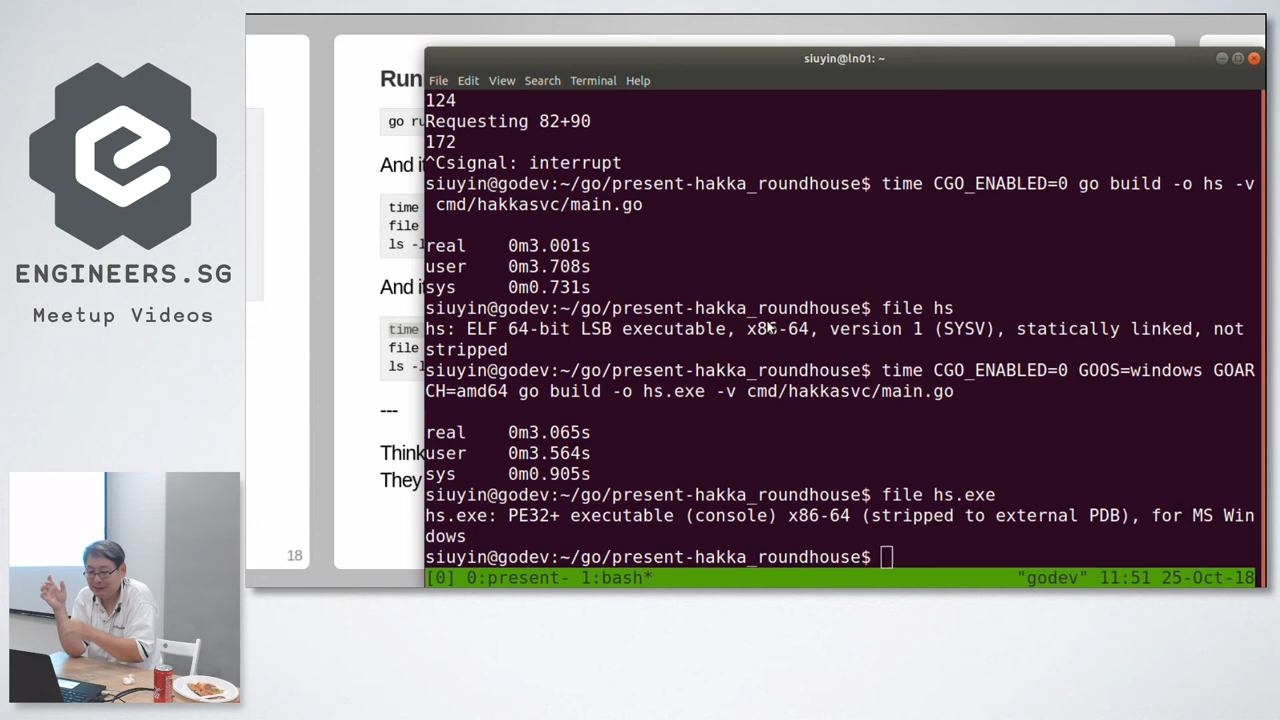 ENGINEERS.SG
Meetup Videos
Run
go ru
And i
time
file
ls -l
And i
time
file
ls -l
---
Think
They
18
siuyin@ln01: ~
File Edit View Search Terminal Help
124
Requesting 82+90
172
^Csignal: interrupt
siuyin@godev:~/go/present-hakka_roundhouse$ time CGO_ENABLED=0 go build -o hs -v
cmd/hakkasvc/main.go
real 0m3.001s
user 0m3.708s
sys 0m0.731s
siuyin@godev:~/go/present-hakka_roundhouse$ file hs
hs: ELF 64-bit LSB executable, x86-64, version 1 (SYSV), statically linked, not
stripped
siuyin@godev:~/go/present-hakka_roundhouse$ time CGO_ENABLED=0 GOOS=windows GOAR
CH=amd64 go build -o hs.exe -v cmd/hakkasvc/main.go
real 0m3.065s
user 0m3.564s
sys 0m0.905s
siuyin@godev:~/go/present-hakka_roundhouse$ file hs.exe
hs.exe: PE32+ executable (console) x86-64 (stripped to external PDB), for MS Win
dows
siuyin@godev:~/go/present-hakka_roundhouse$
[0] 0:present- 1:bash* "godev" 11:51 25-Oct-18